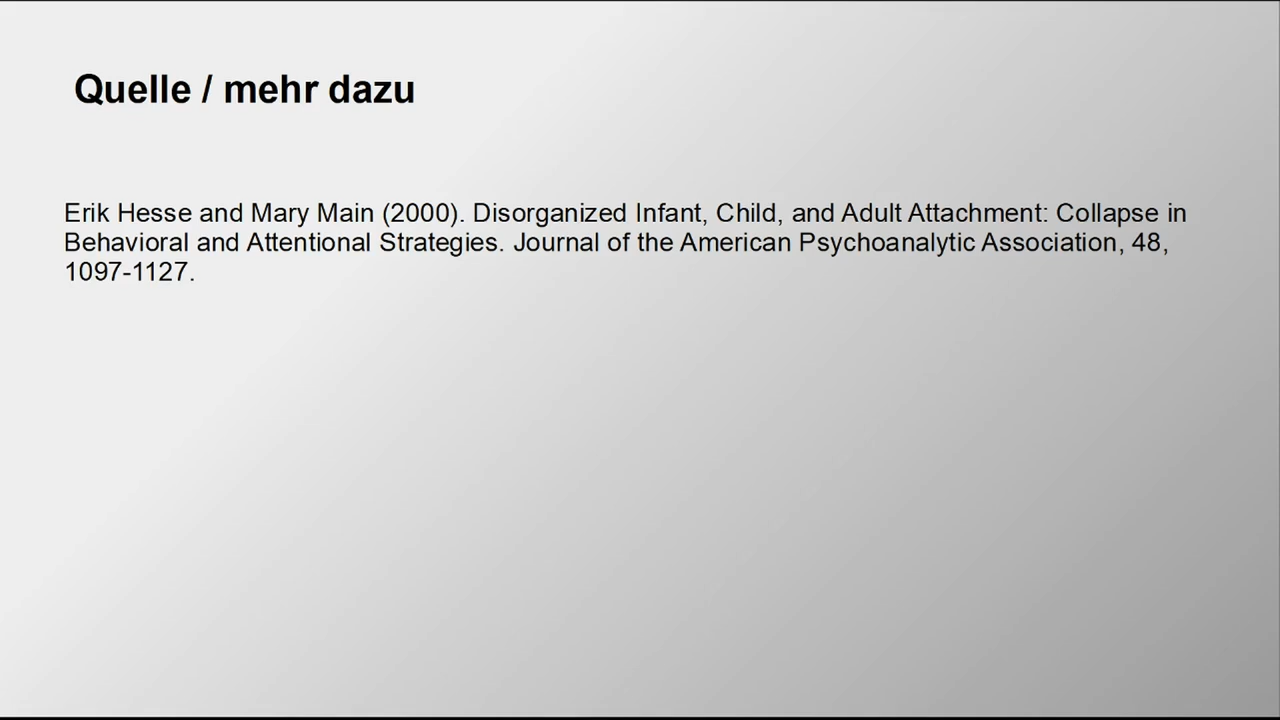 Quelle / mehr dazu
Erik Hesse and Mary Main (2000). Disorganized Infant, Child, and Adult Attachment: Collapse in
Behavioral and Attentional Strategies. Journal of the American Psychoanalytic Association, 48,
1097-1127.